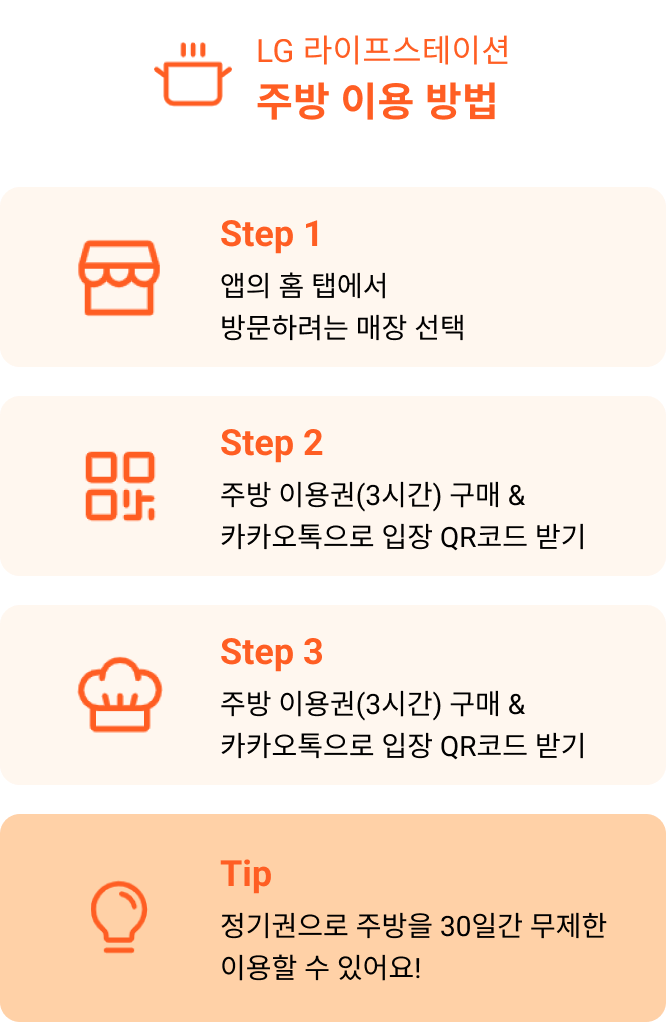 LG 라이프스테이션
주방 이용 방법
Step 1
앱의 홈 탭에서
방문하려는 매장 선택
Step 2
주방 이용권(3시간) 구매 &
카카오톡으로 입장 QR코드 받기
Step 3
주방 이용권(3시간) 구매 &
카카오톡으로 입장 QR코드 받기
Tip
정기권으로 주방을 30일간 무제한
이용할 수 있어요!